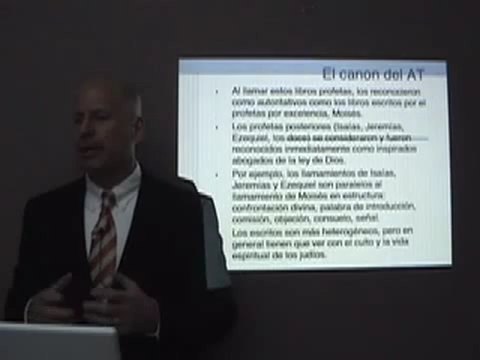 El canon del AT
• Al llamar estos libros profetas, los reconocieron
como autoritativos como los libros escritos por el
profetas por excelencia, Moisés.
• Los profetas posteriores (Isaías, Jeremías,
Ezequiel, los doce) se consideraron y fueron
reconocidos inmediatamente como inspirados
abogados de la ley de Dios.
• Por ejemplo, los llamamientos de Isaías,
Jeremías y Ezequiel son paralelos al
llamamiento de Moisés en estructura:
confrontación divina, palabra de introducción,
comisión, objeción, consuelo, señal.
Los escritos son más heterogéneos, pero en
general tienen que ver con el culto y la vida
espiritual de los judíos.